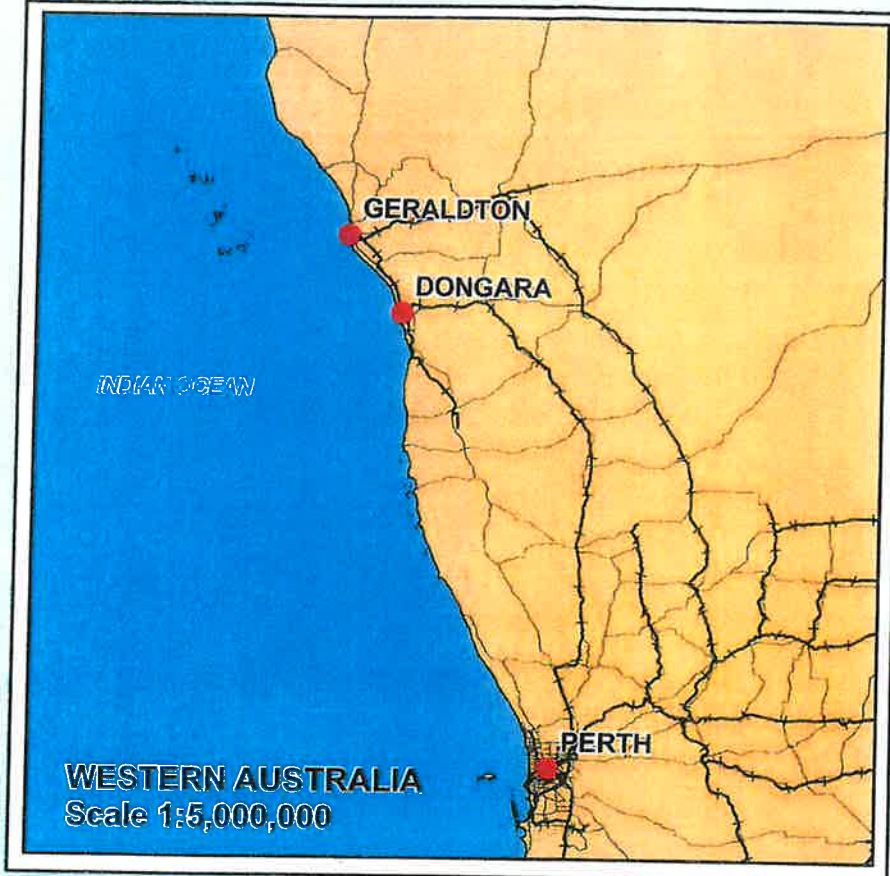 GERALDTON
DONGARA
INDIAN OCEAN
PERTH
WESTERN AUSTRALIA
Scale 1:5,000,000